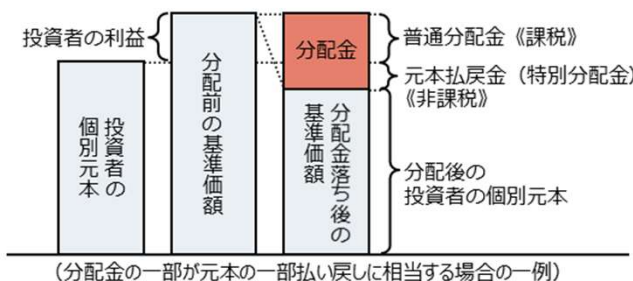 投資者の利益
投資者の
個別元本
分配前の基準価額
分配金
分配金落ち後の
基準価額
普通分配金《課税》
元本払戻金（特別分配金）
《非課税》
分配後の
投資者の個別元本
（分配金の一部が元本の一部払い戻しに相当する場合の一例）